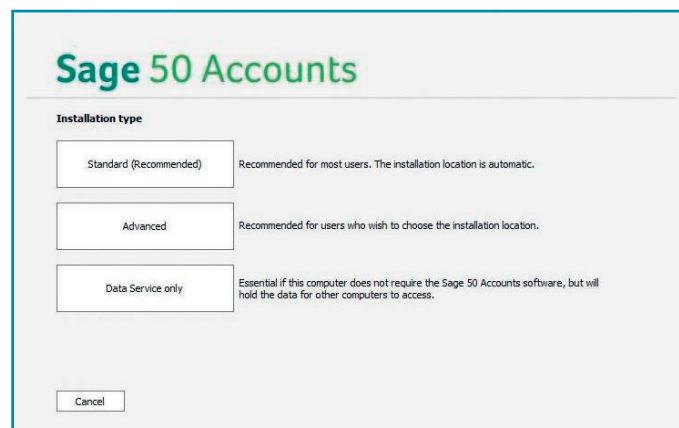 Sage 50 Accounts
Installation type
Standard (Recommended)
Recommended for most users. The installation location is automatic.
Advanced
Recommended for users who wish to choose the installation location.
Data Service only
Essential if this computer does not require the Sage 50 Accounts software, but will
hold the data for other computers to access.
Cancel